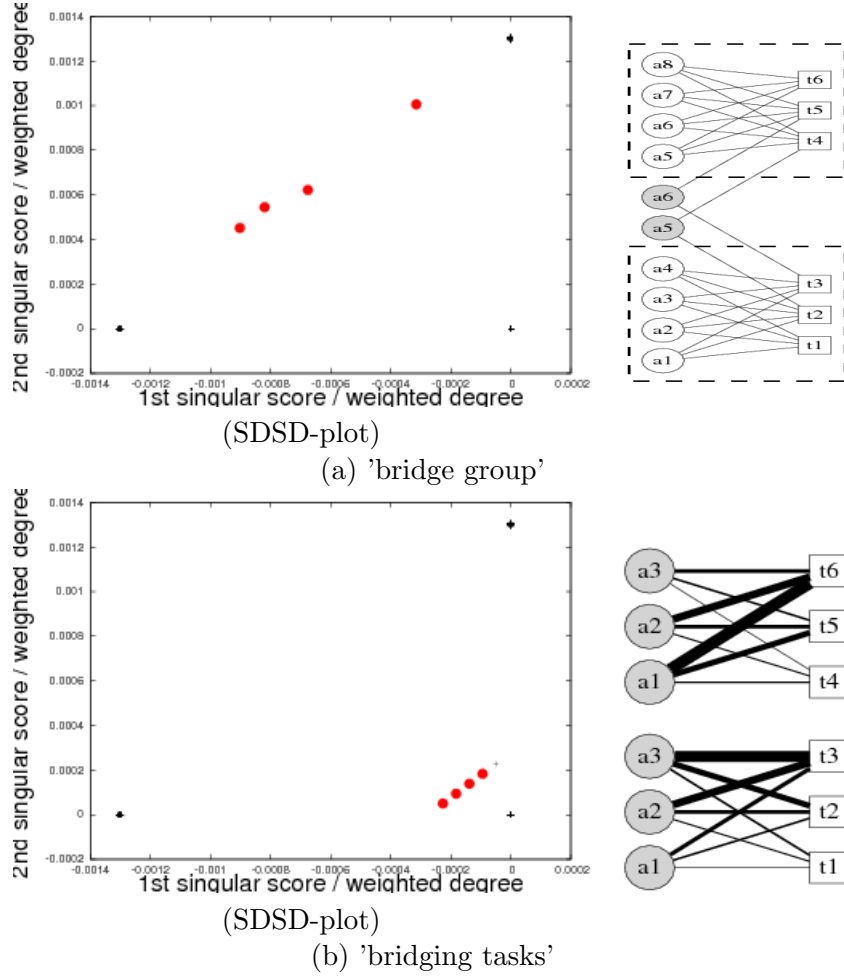 2nd singular score / weighted degree
0.0014
0.0012
0.001
0.0008
0.0006
0.0004
0.0002
0
-0.0002
-0.0014 -0.0012 -0.001 -0.0008 -0.0006 -0.0004 -0.0002 0 0.0002
1st singular score / weighted degree
a8
a7
a6
a5
t6
t5
t4
a6
a5
a4
a3
a2
a1
t3
t2
t1
(SDSD-plot)
(a) 'bridge group'
2nd singular score / weighted degree
0.0014
0.0012
0.001
0.0008
0.0006
0.0004
0.0002
0
-0.0002
-0.0014 -0.0012 -0.001 -0.0008 -0.0006 -0.0004 -0.0002 0 0.0002
1st singular score / weighted degree
a3
a2
a1
t6
t5
t4
a3
a2
a1
t3
t2
t1
(SDSD-plot)
(b) 'bridging tasks'